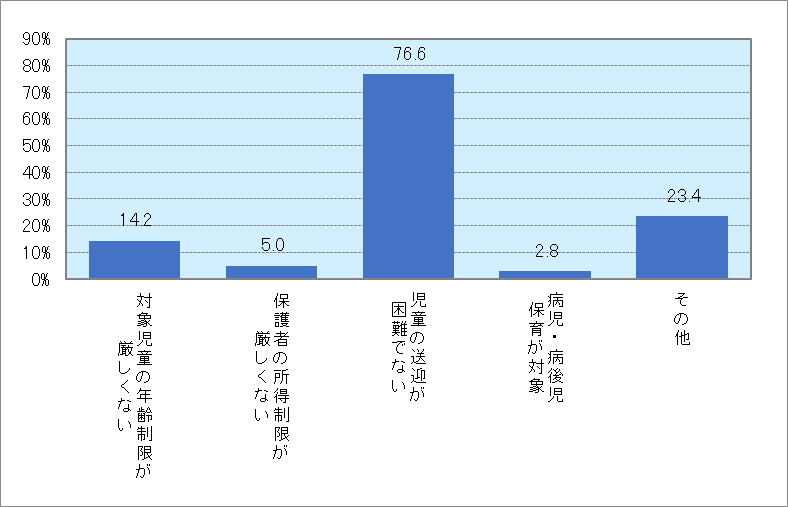 90%
80%
70%
60%
50%
40%
30%
20%
10%
0%
14.2
5.0
76.6
2.8
23.4
対象児童の年齢制限が
厳しくない
保護者の所得制限が
厳しくない
児童の送迎が
困難でない
病児・病後児
保育が対象
その他